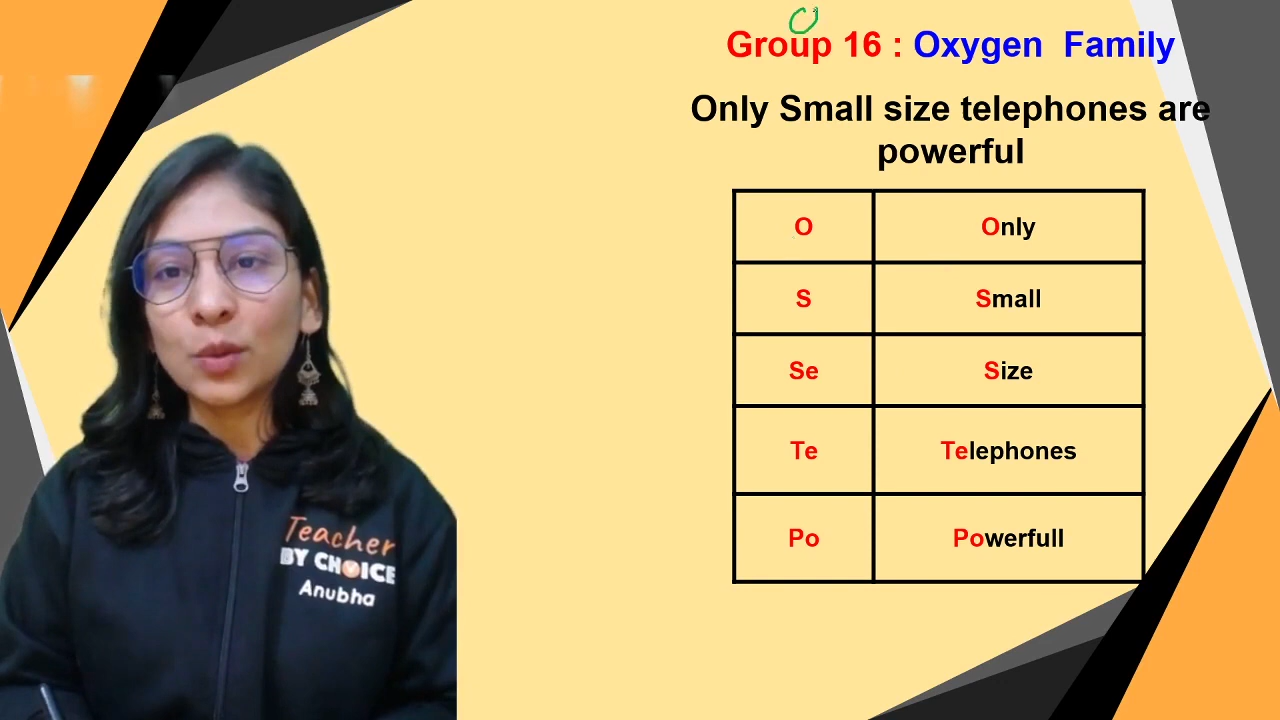 Group 16 : Oxygen Family
Only Small size telephones are
powerful
O Only
S Small
Se Size
Te Telephones
Po Powerfull
Teacher
BY CHOICE
Anubha